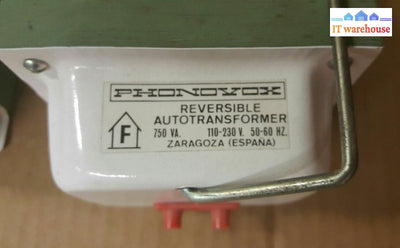 IT warehouse
PHONOVOX
REVERSIBLE
AUTOTRANSFORMER
F 750 VA. 110-230 V. 50-60 HZ.
ZARAGOZA (ESPAÑA)